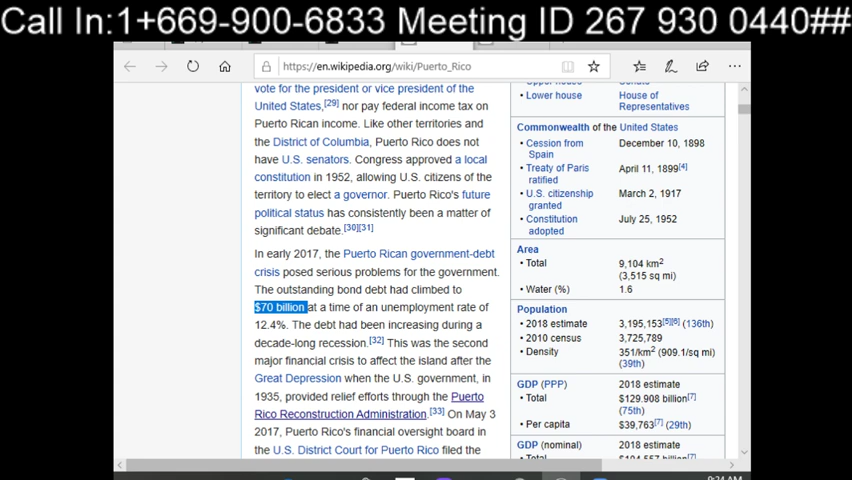 Call In:1+669-900-6833 Meeting ID 267 930 0440##
https://en.wikipedia.org/wiki/Puerto_Rico
vote for the president or vice president of the
United States,[29] nor pay federal income tax on
Puerto Rican income. Like other territories and
the District of Columbia, Puerto Rico does not
have U.S. senators. Congress approved a local
constitution in 1952, allowing U.S. citizens of the
territory to elect a governor. Puerto Rico's future
political status has consistently been a matter of
significant debate.[30][31]
In early 2017, the Puerto Rican government-debt
crisis posed serious problems for the government.
The outstanding bond debt had climbed to
$70 billion at a time of an unemployment rate of
12.4%. The debt had been increasing during a
decade-long recession.[32] This was the second
major financial crisis to affect the island after the
Great Depression when the U.S. government, in
1935, provided relief efforts through the Puerto
Rico Reconstruction Administration.[33] On May 3
2017, Puerto Rico's financial oversight board in
the U.S. District Court for Puerto Rico filed the
• Lower house House of
Representatives
Commonwealth of the United States
• Cession from December 10, 1898
Spain
• Treaty of Paris April 11, 1899[4]
ratified
• U.S. citizenship March 2, 1917
granted
• Constitution July 25, 1952
adopted
Area
• Total 9,104 km2
(3,515 sq mi)
• Water (%) 1.6
Population
• 2018 estimate 3,195,153[5][6] (136th)
• 2010 census 3,725,789
• Density 351/km2 (909.1/sq mi)
(39th)
GDP (PPP) 2018 estimate
• Total $129.908 billion[7]
(75th)
• Per capita $39,763[7] (29th)
GDP (nominal) 2018 estimate
• Total
9:24 AM